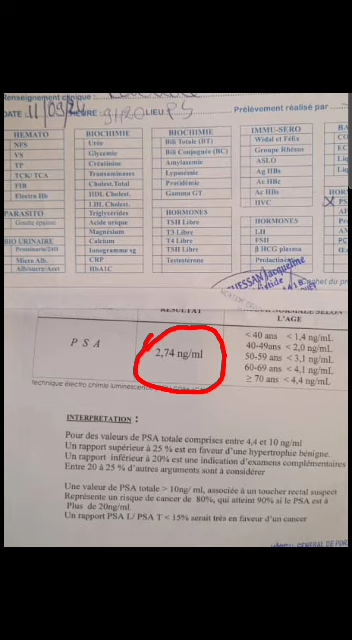 Renseignement clinique :
DATE : 11/09/24 HEURE : 9H20 LIEU PS
Prélèvement réalisé par
HEMATO
NFS
VS
TP
TCK/ TCA
FIB
Electro Hb
PARASITO
Goutte épaisse
BIO URINAIRE
Proteinurie/24H
Micro Alb.
Alb/sucre/Acet
BIOCHIMIE
Urée
Glycemie
Créatinine
Transaminases
Cholest.Total
HDL Cholest.
LDL Cholest.
Triglycerides
Acide urique
Magnésium
Calcium
Ionogramme sg
CRP
HbA1C
BIOCHIMIE
Bili Totale (BT)
Bili Conjuguée (BC)
Amylasemie
Lypasémie
Protidémie
Gamma GT
HORMONES
TSH Libre
T3 Libre
T4 Libre
TSH Libre
Testostérone
IMMU-SERO
Widal et Félix
Groupe Rhésus
ASLO
Ag HBs
Ac HBc
Ac HBs
HVC
HORMONES
LH
FSH
β HCG plasma
Prolactine
Jacqueline
RESULTAT
L'AGE
P S A
2,74 ng/ml
< 40 ans < 1,4 ng/mL
40-49ans < 2,0 ng/mL
50-59 ans < 3,1 ng/mL
60-69 ans < 4,1 ng/mL
≥ 70 ans < 4,4 ng/mL
technique électro chimie luminescence
INTERPRETATION :
Pour des valeurs de PSA totale comprises entre 4,4 et 10 ng/ml
Un rapport supérieur à 25 % est en faveur d'une hypertrophie bénigne.
Un rapport inférieur à 20% est une indication d'examens complémentaires
Entre 20 à 25 % d'autres arguments sont à considérer
Une valeur de PSA totale > 10ng/ ml, associée à un toucher rectal suspect
Représente un risque de cancer de 80%, qui atteint 90% si le PSA est à
Plus de 20ng/ml.
Un rapport PSA L/ PSA T < 15% serait très en faveur d'un cancer